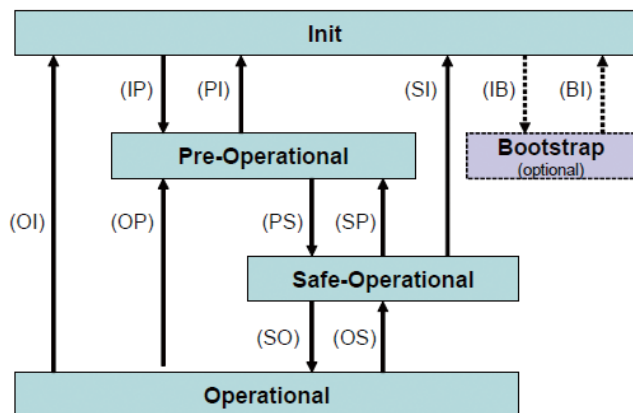 Init
(IP)
(PI)
(SI)
(IB)
(BI)
Pre-Operational
Bootstrap
(optional)
(OI)
(OP)
(PS)
(SP)
Safe-Operational
(SO)
(OS)
Operational